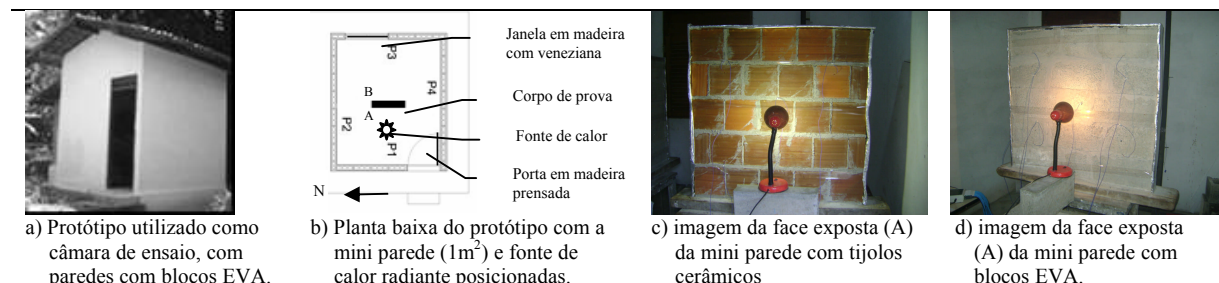 Janela em madeira
com veneziana
Corpo de prova
Fonte de calor
Porta em madeira
prensada
P3
P4
B
A
P2
P1
N
a) Protótipo utilizado como
câmara de ensaio, com
paredes com blocos EVA.
b) Planta baixa do protótipo com a
mini parede (1m²) e fonte de
calor radiante posicionadas.
c) imagem da face exposta (A)
da mini parede com tijolos
cerâmicos
d) imagem da face exposta
(A) da mini parede com
blocos EVA.